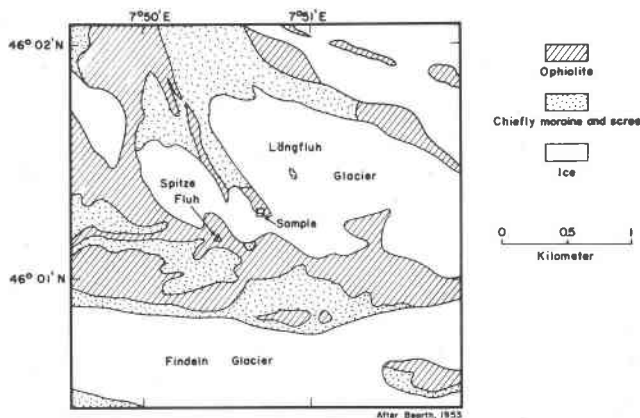 7°50'E
7°51'
46°02'N
46°01'N
Längfluh
Glacier
Spitze
Fluh
Sample
Findeln Glacier
After Bearth, 1953
Ophiolite
Chiefly moraine and scree
Ice
0 0.5 1
Kilometer